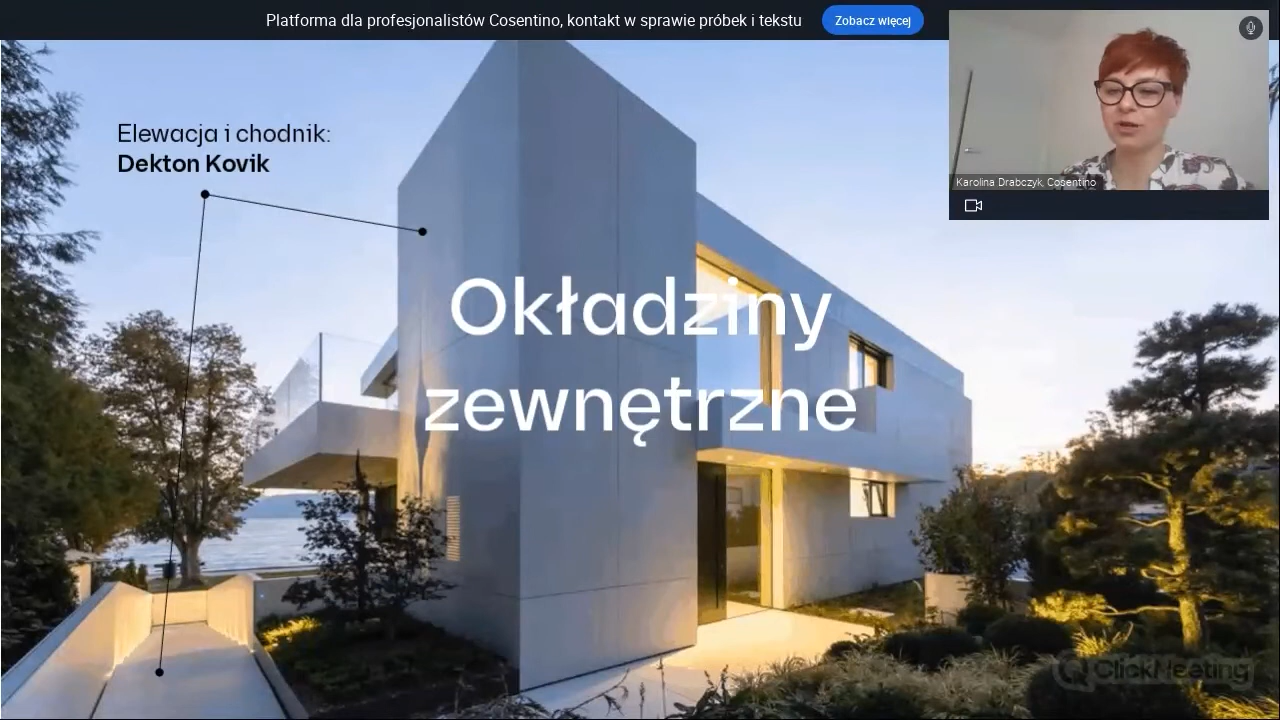 Platforma dla profesjonalistów Cosentino, kontakt w sprawie próbek i tekstu
Zobacz więcej
Elewacja i chodnik:
Dekton Kovik
Karolina Drabczyk, Cosentino
Okładziny
zewnętrzne
ClickMeeting